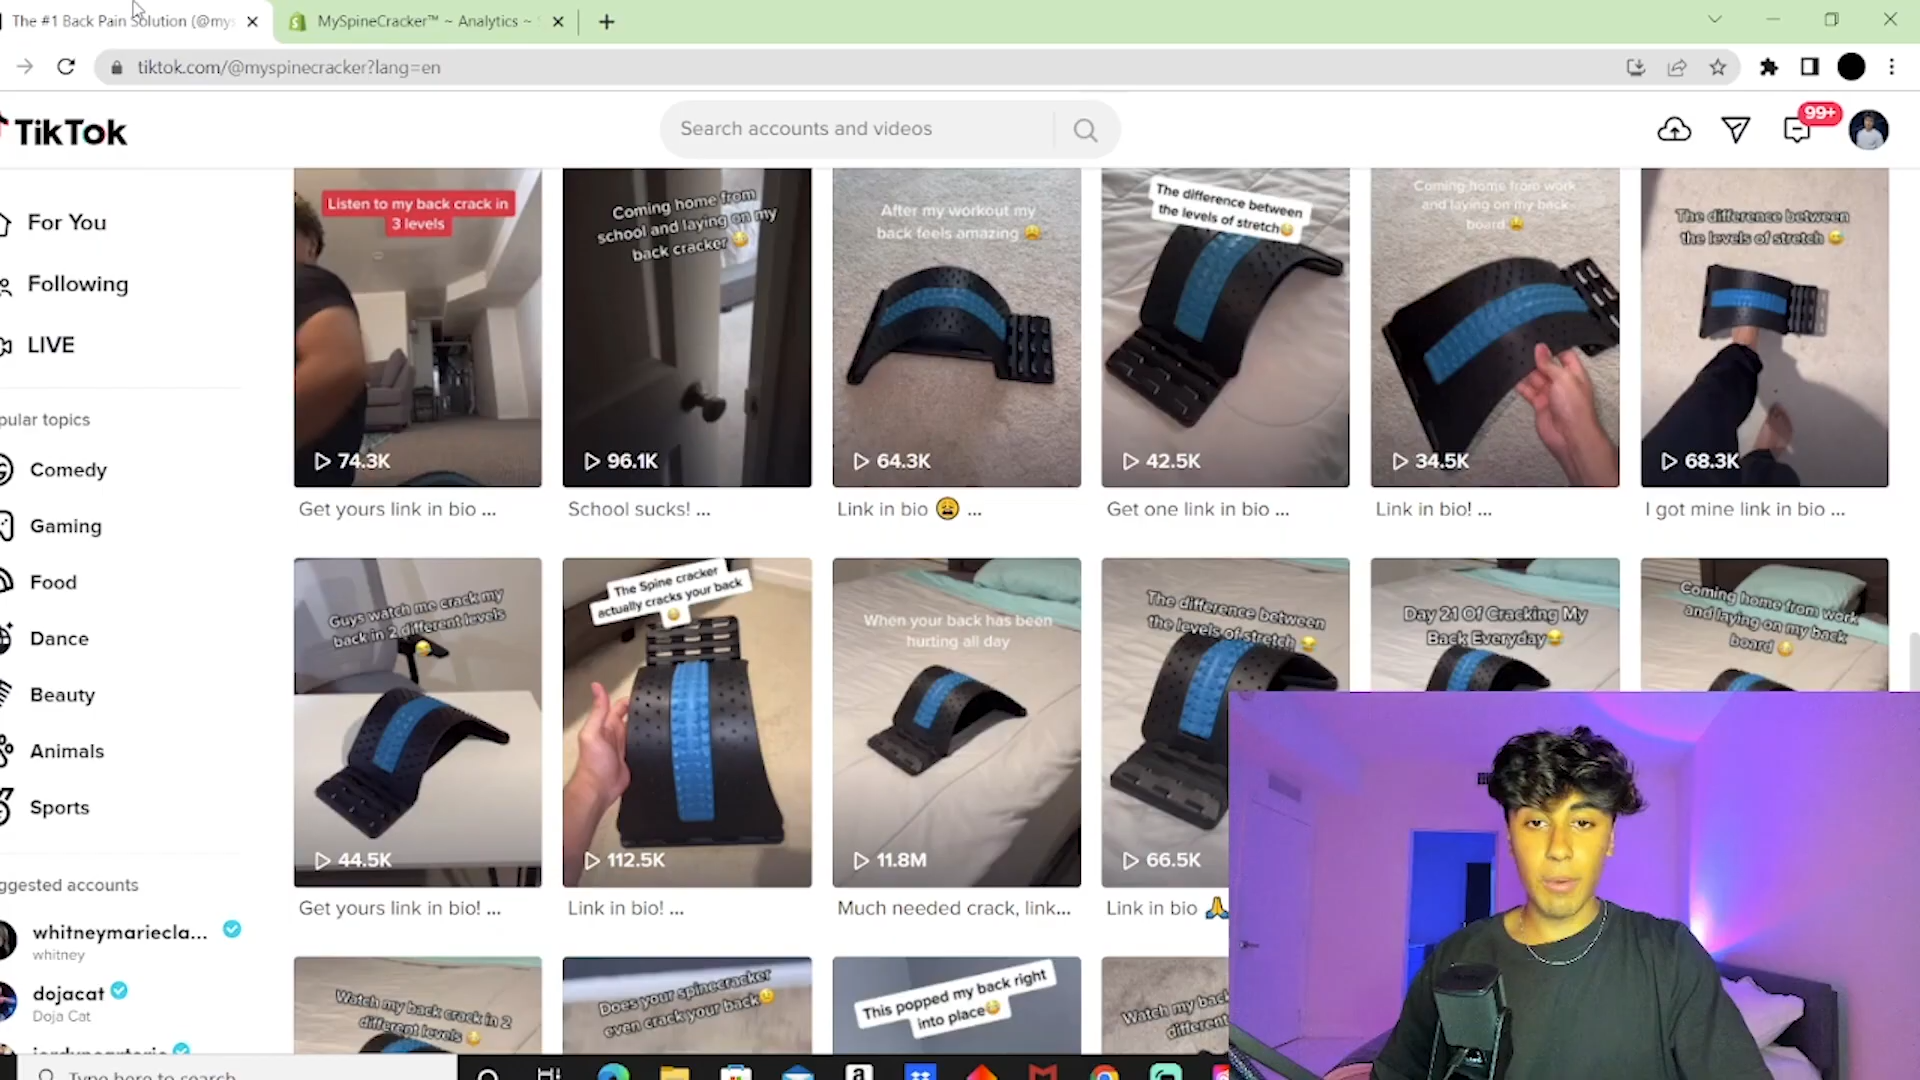 The #1 Back Pain Solution (@mys
MySpineCracker™ ~ Analytics ~
tiktok.com/@myspinecracker?lang=en
TikTok
Search accounts and videos
99+
For You
Following
LIVE
pular topics
Comedy
Gaming
Food
Dance
Beauty
Animals
Sports
ggested accounts
whitneymariecla...
whitney
dojacat
Doja Cat
Listen to my back crack in
3 levels
74.3K
Get yours link in bio ...
Coming home from
school and laying on my
back cracker
96.1K
School sucks! ...
After my workout my
back feels amazing
64.3K
Link in bio 😩 ...
The difference between
the levels of stretch
42.5K
Get one link in bio ...
Coming home from work
and laying on my back
board
34.5K
Link in bio! ...
The difference between
the levels of stretch
68.3K
I got mine link in bio ...
Guys watch me crack my
back in 2 different levels
44.5K
Get yours link in bio! ...
The Spine cracker
actually cracks your back
112.5K
Link in bio! ...
When your back has been
hurting all day
11.8M
Much needed crack, link...
The difference between
the levels of stretch
66.5K
Link in bio 🙏
Day 21 Of Cracking My
Back Everyday
Coming home from work
and laying on my back
board
Watch my back crack in 2
different levels
Does your spinecracker
even crack your back
This popped my back right
into place
Watch my back
different
Type here to search